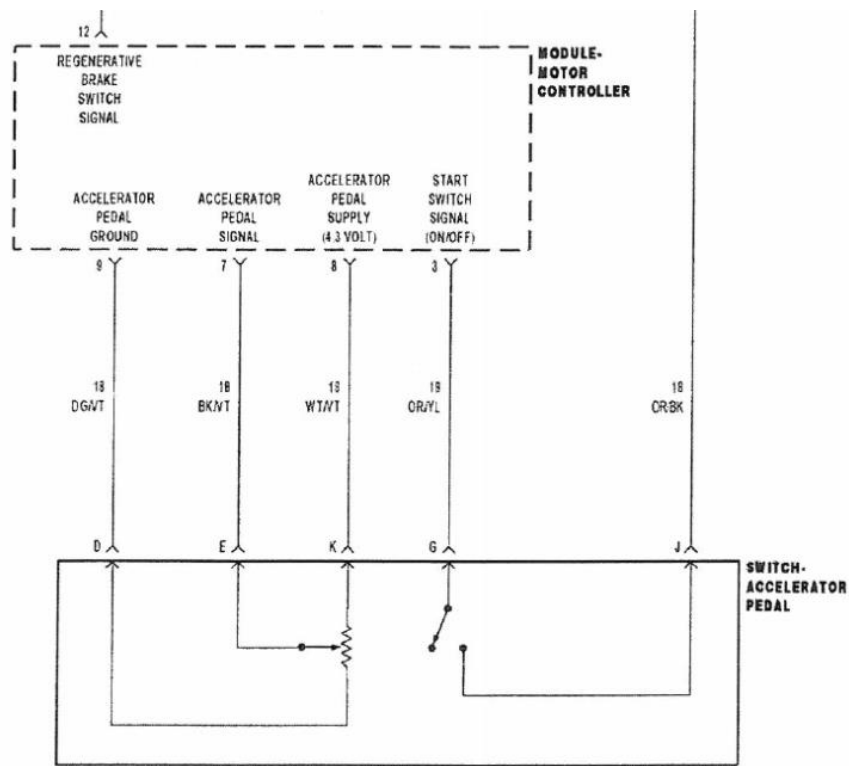 12
MODULE-
MOTOR
CONTROLLER
REGENERATIVE
BRAKE
SWITCH
SIGNAL
ACCELERATOR
PEDAL
GROUND
ACCELERATOR
PEDAL
SIGNAL
ACCELERATOR
PEDAL
SUPPLY
(4.3 VOLT)
START
SWITCH
SIGNAL
(ON/OFF)
9 7 8 3
18
DG/VT
18
BK/VT
18
WT/VT
18
OR/YL
18
OR/BK
D E K G J
SWITCH-
ACCELERATOR
PEDAL